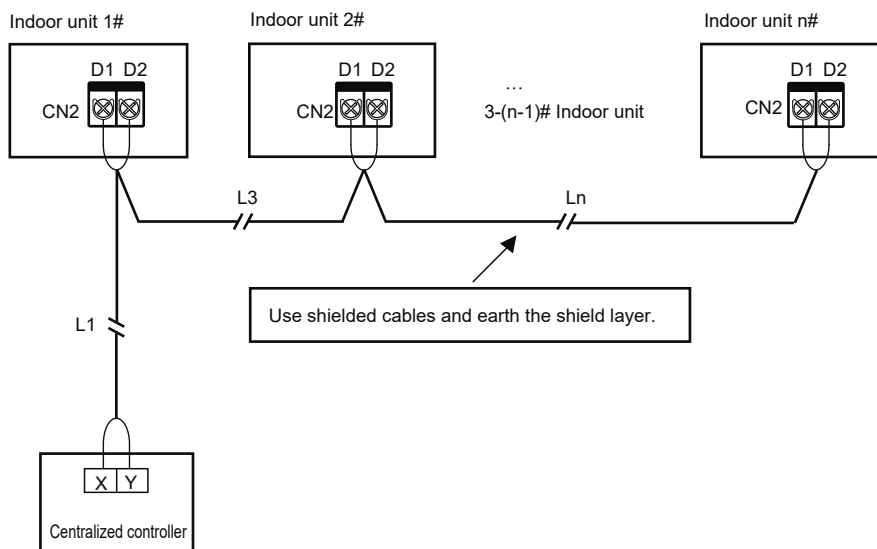 Indoor unit 1#
Indoor unit 2#
Indoor unit n#
D1 D2
D1 D2
D1 D2
CN2
CN2
CN2
...
3-(n-1)# Indoor unit
L3
Ln
Use shielded cables and earth the shield layer.
L1
X Y
Centralized controller